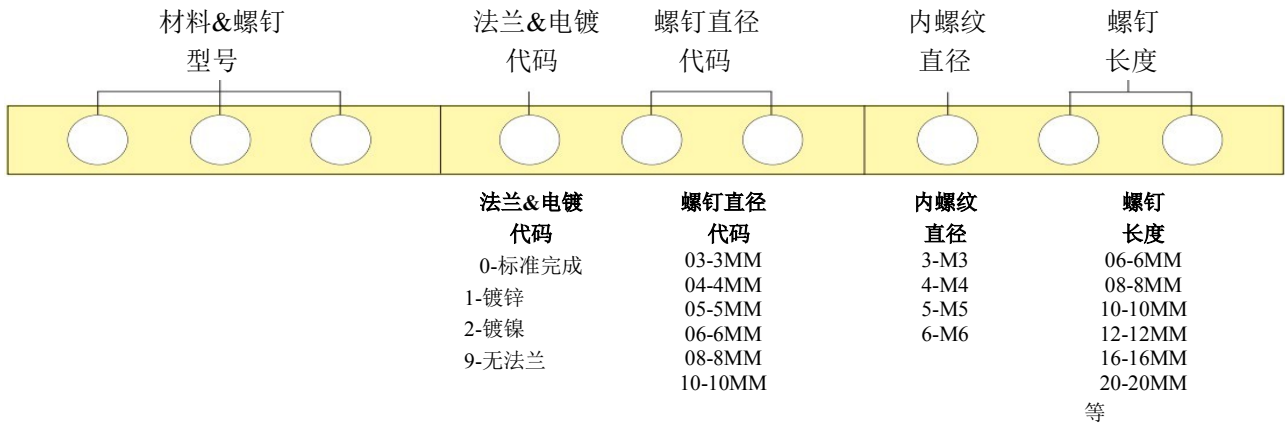 材料&螺钉
型号
法兰&电镀
代码
螺钉直径
代码
内螺纹
直径
螺钉
长度
法兰&电镀
代码
0-标准完成
1-镀锌
2-镀镍
9-无法兰
螺钉直径
代码
03-3MM
04-4MM
05-5MM
06-6MM
08-8MM
10-10MM
内螺纹
直径
3-M3
4-M4
5-M5
6-M6
螺钉
长度
06-6MM
08-8MM
10-10MM
12-12MM
16-16MM
20-20MM
等